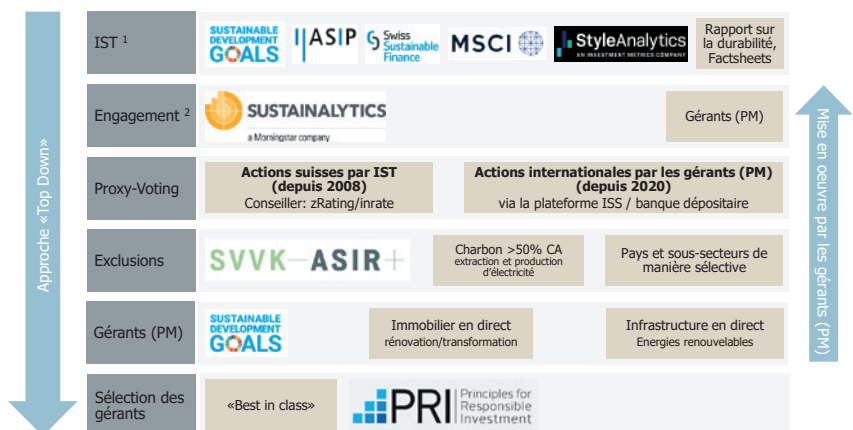 Approche «Top Down»
IST ¹
SUSTAINABLE
DEVELOPMENT
GOALS
ASIP
Swiss
Sustainable
Finance
MSCI
StyleAnalytics
AN INVESTMENT METRICS COMPANY
Rapport sur
la durabilité,
Factsheets
Engagement ²
SUSTAINALYTICS
a Morningstar company
Gérants (PM)
Proxy-Voting
Actions suisses par IST
(depuis 2008)
Conseiller: zRating/inrate
Actions internationales par les gérants (PM)
(depuis 2020)
via la plateforme ISS / banque dépositaire
Exclusions
SVVK—ASIR+
Charbon >50% CA
extraction et production
d'électricité
Pays et sous-secteurs de
manière sélective
Gérants (PM)
SUSTAINABLE
DEVELOPMENT
GOALS
Immobilier en direct
rénovation/transformation
Infrastructure en direct
Energies renouvelables
Sélection des
gérants
«Best in class»
PRI
Principles for
Responsible
Investment
Mise en oeuvre par les gérants (PM)